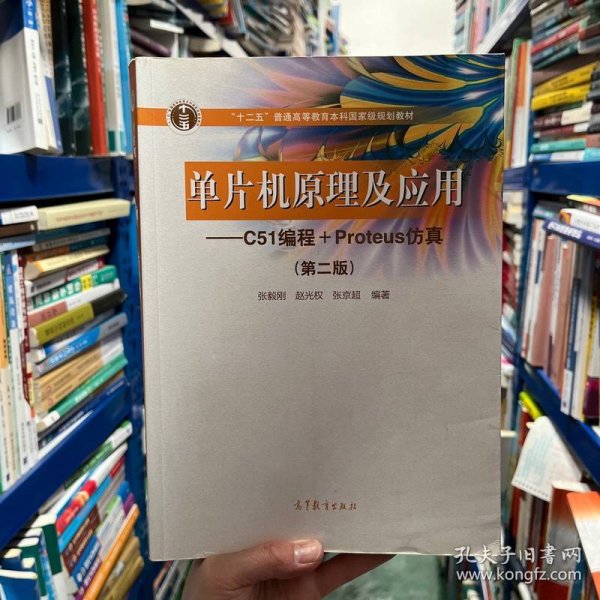 十二五
"十二五"普通高等教育本科国家级规划教材
单片机原理及应用
——C51编程+Proteus仿真
(第二版)
张毅刚 赵光权 张京超 编著
高等教育出版社
孔夫子旧书网
www.kongfz.com